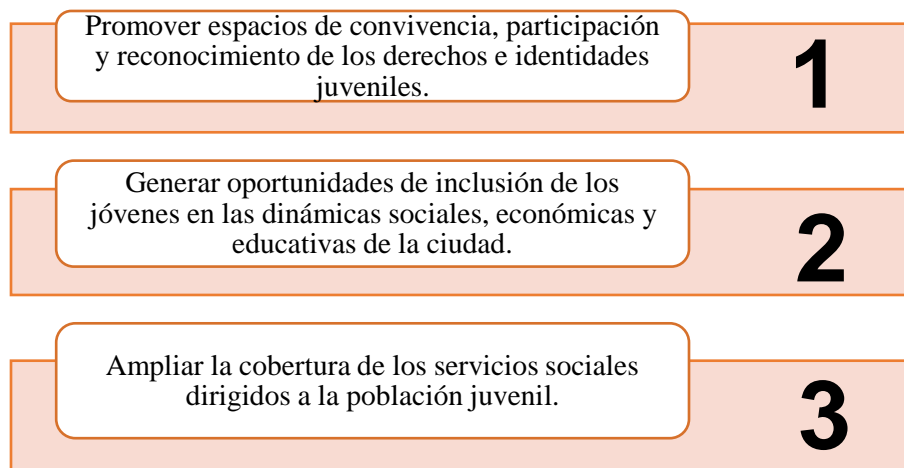 Promover espacios de convivencia, participación
y reconocimiento de los derechos e identidades
juveniles.
1
Generar oportunidades de inclusión de los
jóvenes en las dinámicas sociales, económicas y
educativas de la ciudad.
2
Ampliar la cobertura de los servicios sociales
dirigidos a la población juvenil.
3